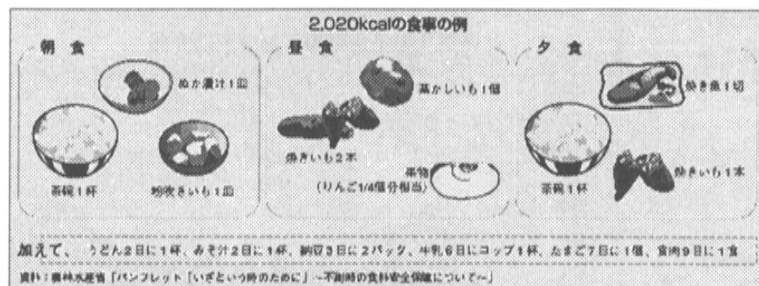 2,020kcalの食事の例
朝 食
昼 食
夕 食
ぬか漬け1皿
茶碗1杯
粉吹きいも1皿
蒸かしいも1個
焼きいも2本
果物
(りんご1/4個分相当)
焼き魚1切
茶碗1杯
焼きいも1本
加えて、 うどん2日に1杯、みそ汁2日に1杯、納豆3日に2パック、牛乳6日にコップ1杯、たまご7日に1個、食肉9日に1食
資料:農林水産省「パンフレット「いざという時のために」~不測時の食料安全保障について~」